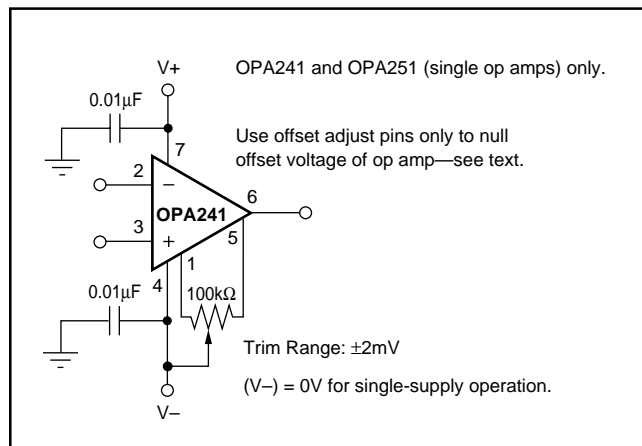 V+
OPA241 and OPA251 (single op amps) only.
0.01µF
Use offset adjust pins only to null
offset voltage of op amp—see text.
7
2
−
6
OPA241
3
+
5
1
4
100kΩ
0.01µF
Trim Range: ±2mV
(V–) = 0V for single-supply operation.
V–